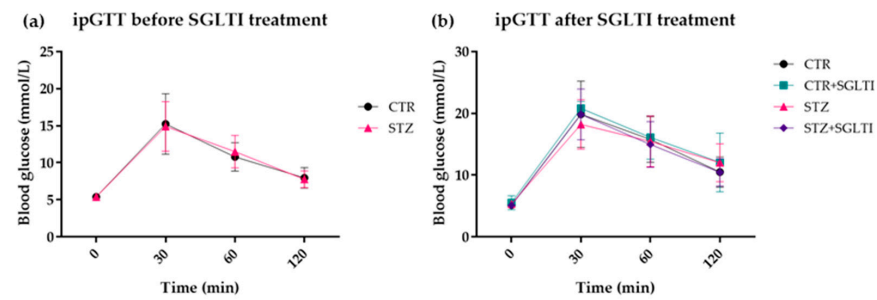 (a) ipGTT before SGLTI treatment
Blood glucose (mmol/L)
25
20
15
10
5
0
0 30 60 120
Time (min)
CTR
STZ
(b) ipGTT after SGLTI treatment
Blood glucose (mmol/L)
30
20
10
0
0 30 60 120
Time (min)
CTR
CTR+SGLTI
STZ
STZ+SGLTI